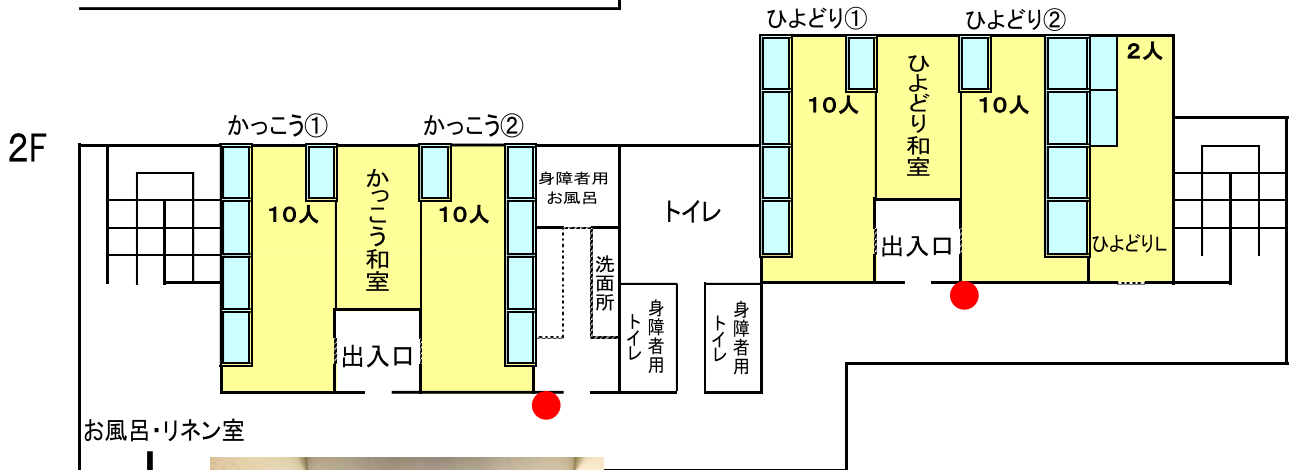 ひよどり①
ひよどり②
2人
10人
ひよどり和室
10人
2F
かっこう①
かっこう②
身障者用
お風呂
10人
かっこう和室
10人
トイレ
出入口
ひよどりL
洗面所
身障者用
トイレ
身障者用
トイレ
出入口
お風呂・リネン室